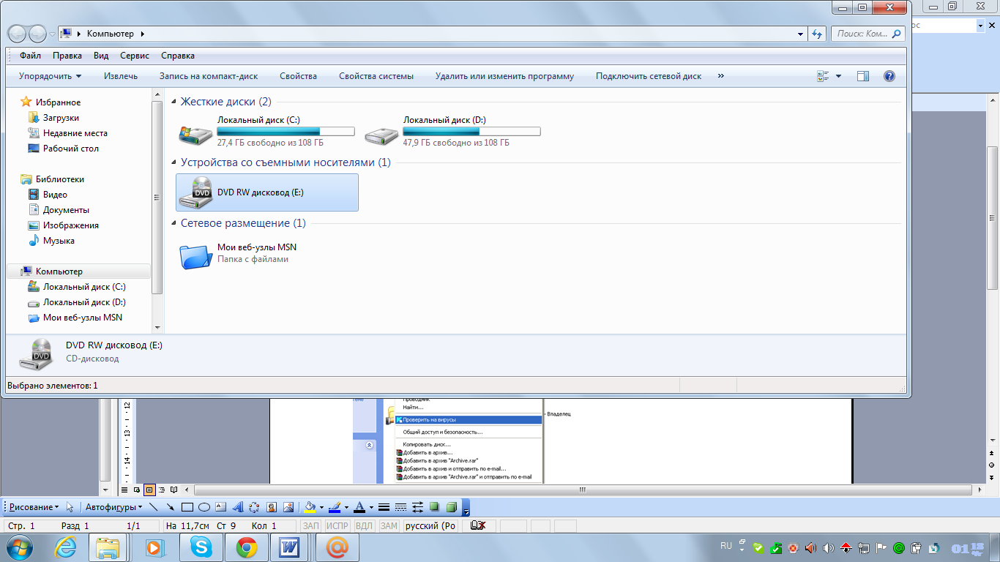 Компьютер
Поиск: Ком...
ос
Файл Правка Вид Сервис Справка
Упорядочить Извлечь Запись на компакт-диск Свойства Свойства системы Удалить или изменить программу Подключить сетевой диск »
Избранное
Загрузки
Недавние места
Рабочий стол
Библиотеки
Видео
Документы
Изображения
Музыка
Компьютер
Локальный диск (C:)
Локальный диск (D:)
Мои веб-узлы MSN
Жесткие диски (2)
Локальный диск (C:)
27,4 ГБ свободно из 108 ГБ
Локальный диск (D:)
47,9 ГБ свободно из 108 ГБ
Устройства со съемными носителями (1)
DVD
DVD RW дисковод (E:)
Сетевое размещение (1)
Мои веб-узлы MSN
Папка с файлами
DVD
DVD RW дисковод (E:)
CD-дисковод
Выбрано элементов: 1
12
13
14
Проводник
Найти...
Проверить на вирусы
Общий доступ и безопасность...
Копировать диск...
Добавить в архив...
Добавить в архив "Archive.rar"
Добавить в архив и отправить по e-mail...
Добавить в архив "Archive.rar" и отправить по e-mail
- Владелец
Рисование Автофигуры
Стр. 1 Разд 1 1/1 На 11,7см Ст 9 Кол 1 ЗАП ИСПР ВДЛ ЗАМ русский (Ро
RU